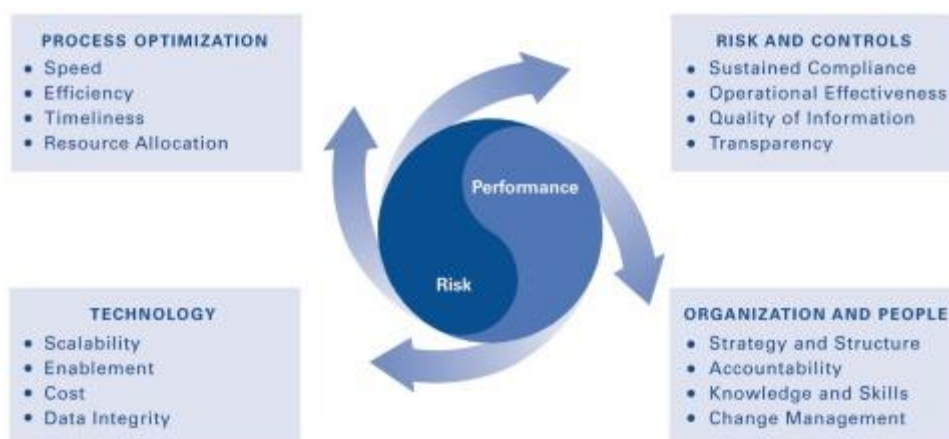 PROCESS OPTIMIZATION
• Speed
• Efficiency
• Timeliness
• Resource Allocation
RISK AND CONTROLS
• Sustained Compliance
• Operational Effectiveness
• Quality of Information
• Transparency
Performance
Risk
TECHNOLOGY
• Scalability
• Enablement
• Cost
• Data Integrity
ORGANIZATION AND PEOPLE
• Strategy and Structure
• Accountability
• Knowledge and Skills
• Change Management